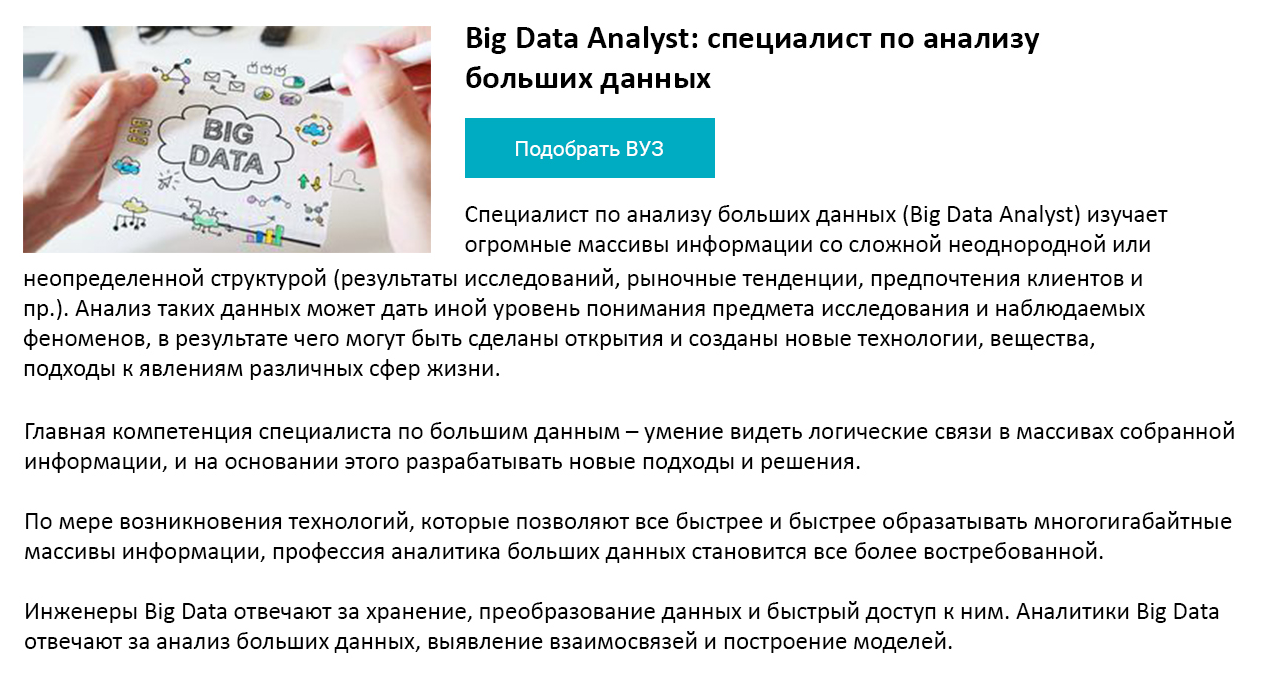 BIG
DATA
Big Data Analyst: специалист по анализу
больших данных
Подобрать ВУЗ
Специалист по анализу больших данных (Big Data Analyst) изучает
огромные массивы информации со сложной неоднородной или
неопределенной структурой (результаты исследований, рыночные тенденции, предпочтения клиентов и
пр.). Анализ таких данных может дать иной уровень понимания предмета исследования и наблюдаемых
феноменов, в результате чего могут быть сделаны открытия и созданы новые технологии, вещества,
подходы к явлениям различных сфер жизни.
Главная компетенция специалиста по большим данным – умение видеть логические связи в массивах собранной
информации, и на основании этого разрабатывать новые подходы и решения.
По мере возникновения технологий, которые позволяют все быстрее и быстрее образатывать многогигабайтные
массивы информации, профессия аналитика больших данных становится все более востребованной.
Инженеры Big Data отвечают за хранение, преобразование данных и быстрый доступ к ним. Аналитики Big Data
отвечают за анализ больших данных, выявление взаимосвязей и построение моделей.